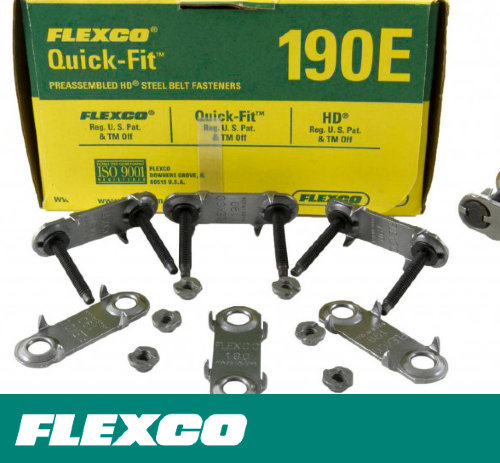 FLEXCO®
Quick-Fit™
190E
PREASSEMBLED HD® STEEL BELT FASTENERS
FLEXCO®
Reg. U. S. Pat.
& TM Off
Quick-Fit™
Reg. U. S. Pat.
& TM Off
HD®
Reg. U. S. Pat.
& TM Off
ISO 9001
REGISTERED
FLEXCO
DOWNERS GROVE, IL
60515 U.S.A.
FLEXCO
FLEXCO
190
FLEXCO